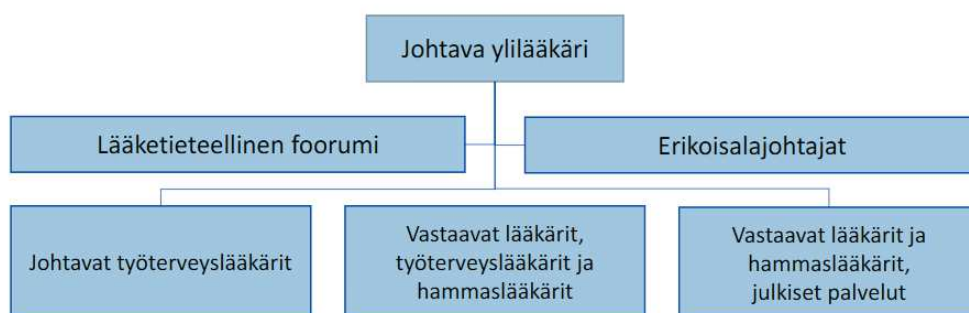 Johtava ylilääkäri
Lääketieteellinen foorumi
Erikoisalajohtajat
Johtavat työterveyslääkärit
Vastaavat lääkärit,
työterveyslääkärit ja
hammaslääkärit
Vastaavat lääkärit ja
hammaslääkärit,
julkiset palvelut